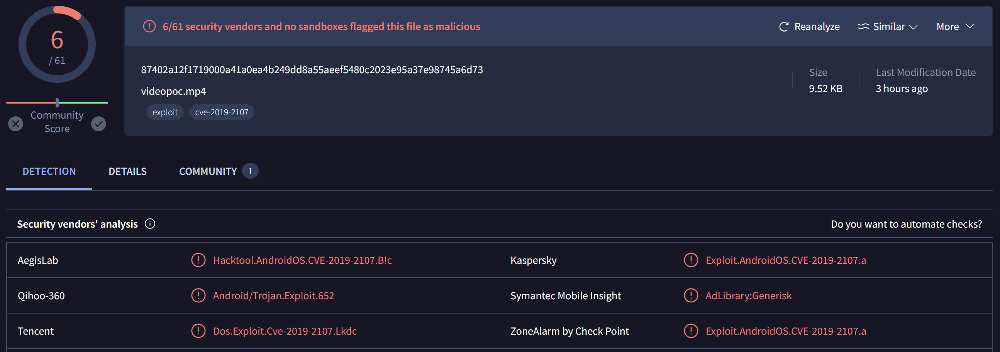 6
/ 61
Community
Score
6/61 security vendors and no sandboxes flagged this file as malicious
Reanalyze Similar More
87402a12f1719000a41a0ea4b249dd8a55aeef5480c2023e95a37e98745a6d73
videopoc.mp4
exploit cve-2019-2107
Size
9.52 KB
Last Modification Date
3 hours ago
DETECTION DETAILS COMMUNITY 1
Security vendors' analysis Do you want to automate checks?
AegisLab Hacktool.AndroidOS.CVE-2019-2107.B!c Kaspersky Exploit.AndroidOS.CVE-2019-2107.a
Qihoo-360 Android/Trojan.Exploit.652 Symantec Mobile Insight AdLibrary:Generisk
Tencent Dos.Exploit.Cve-2019-2107.Lkdc ZoneAlarm by Check Point Exploit.AndroidOS.CVE-2019-2107.a